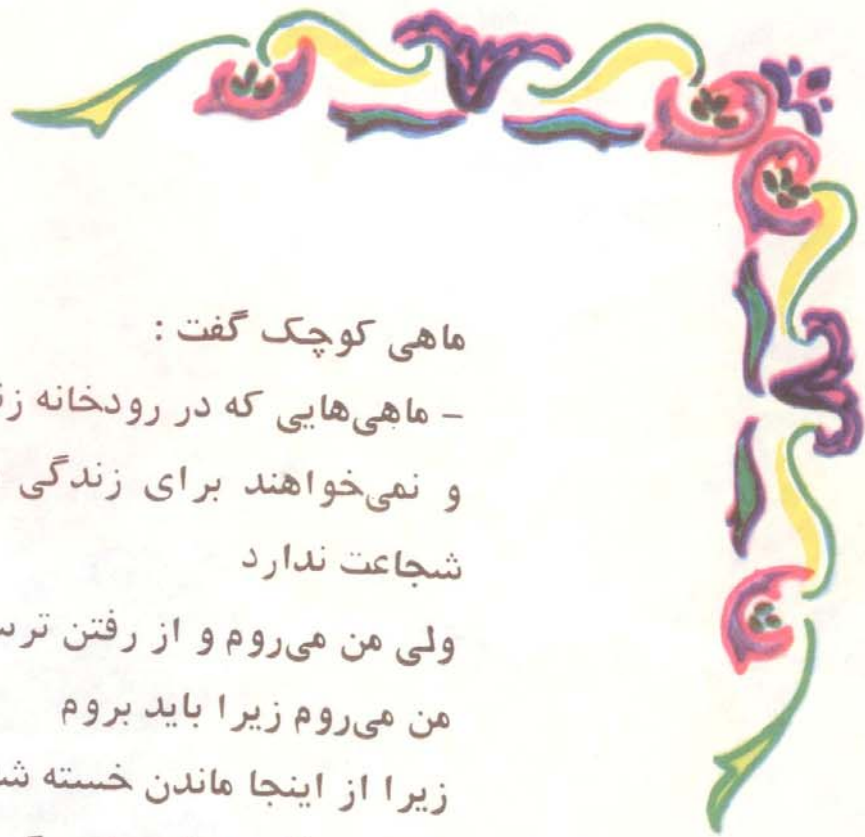 ماهی کوچک گفت :
- ماهی‌هایی که در رودخانه
و نمی‌خواهند برای زندگی
شجاعت ندارد
ولی من می‌روم و از رفتن
من می‌روم زیرا باید بروم
زیرا از اینجا ماندن خسته